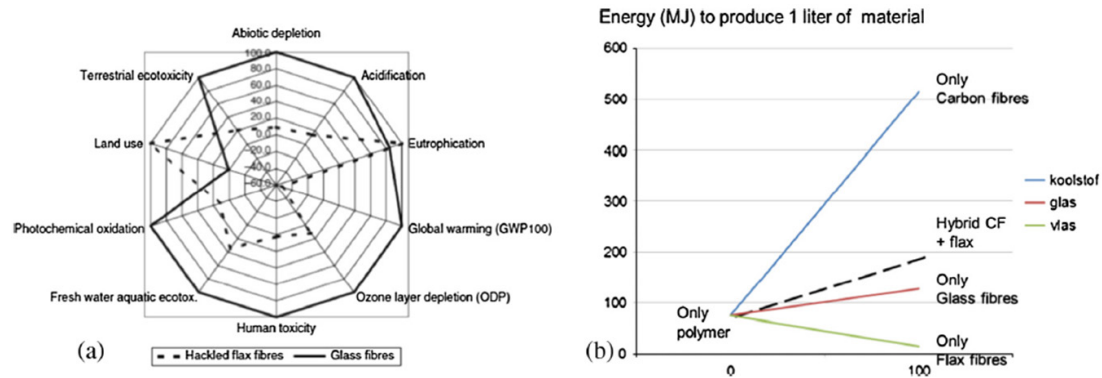 Abiotic depletion
100.0
80.0
60.0
40.0
20.0
0.0
-20.0
-40.0
-60.0
Terrestrial ecotoxicity
Acidification
Land use
Eutrophication
Photochemical oxidation
Global warming (GWP100)
Fresh water aquatic ecotox.
Ozone layer depletion (ODP)
Human toxicity
(a)
Hackled flax fibres
Glass fibres
Energy (MJ) to produce 1 liter of material
600
500
400
300
200
100
0
Only
Carbon fibres
koolstof
glas
vlas
Hybrid CF
+ flax
Only
Glass fibres
Only
polymer
Only
Flax fibres
(b)
0
100